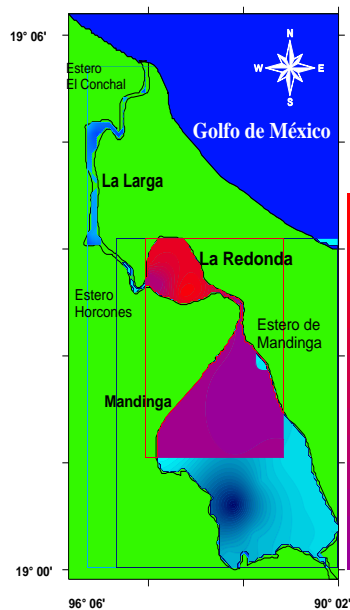 19° 06'
N
W E
S
Estero
El Conchal
Golfo de México
La Larga
La Redonda
Estero
Horcones
Estero de
Mandinga
Mandinga
19° 00'
96° 06' 90° 02'